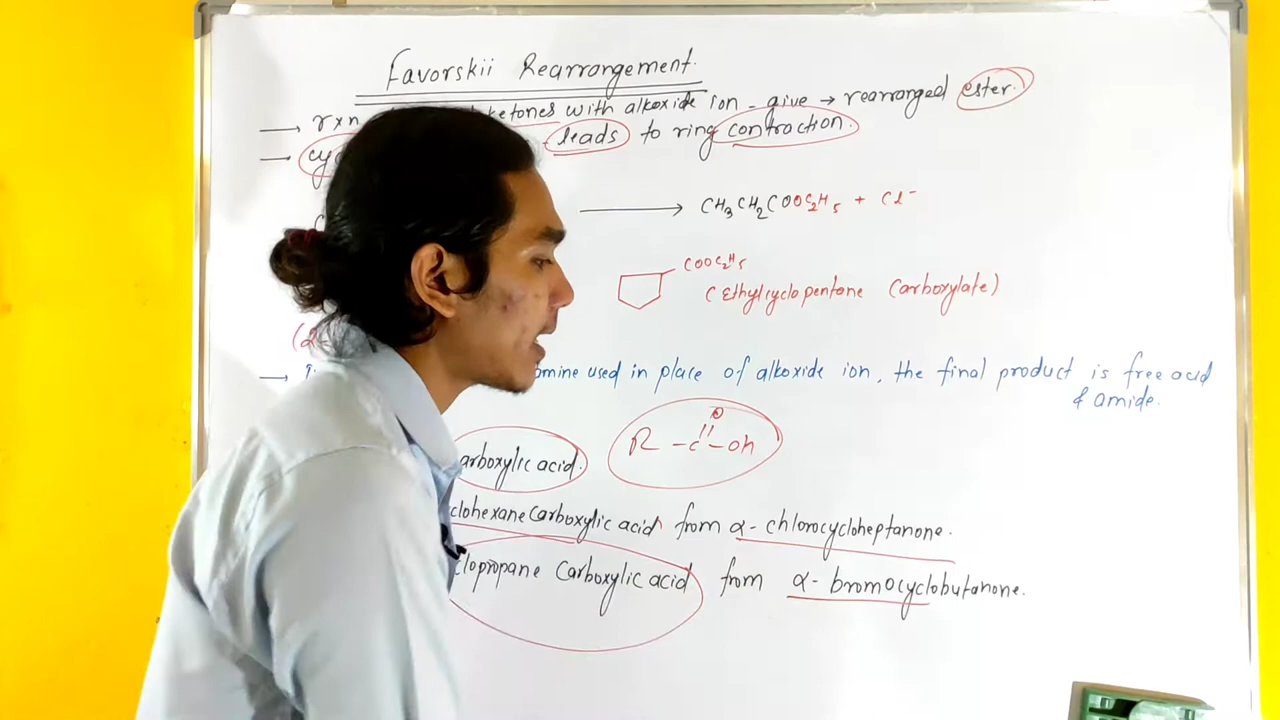 Favorskii Rearrangement.
→ rxn ketones with alkoxide ion - give → rearranged ester.
→ cy leads to ring contraction.
C → CH3CH2COOC2H5 + Cl⁻
COOC2H5
(Ethylcyclopentane Carboxylate)
(2
→ amine used in place of alkoxide ion, the final product is free acid
& amide.
arboxylic acid. R-C-OH
O
clohexane carboxylic acid from α-chlorocycloheptanone.
clopropane Carboxylic acid from α-bromocyclobutanone.